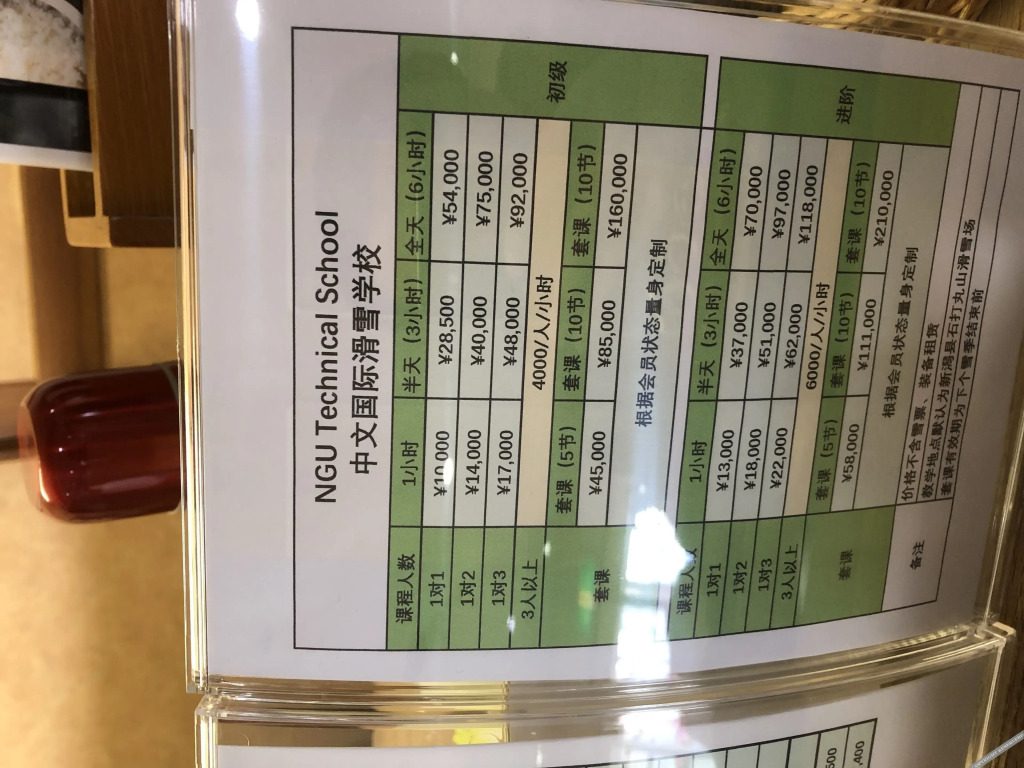 NGU Technical School
中文国际滑雪学校
课程人数 1小时 半天（3小时） 全天（6小时） 初级
1对1 ¥10,000 ¥28,500 ¥54,000
1对2 ¥14,000 ¥40,000 ¥75,000
1对3 ¥17,000 ¥48,000 ¥92,000
3人以上 4000/人/小时
套课 套课（5节） 套课（10节） 套课（10节）
¥45,000 ¥85,000 ¥160,000
根据会员状态量身定制
课程人数 1小时 半天（3小时） 全天（6小时） 进阶
1对1 ¥13,000 ¥37,000 ¥70,000
1对2 ¥18,000 ¥51,000 ¥97,000
1对3 ¥22,000 ¥62,000 ¥118,000
3人以上 6000/人/小时
套课 套课（5节） 套课（10节） 套课（10节）
¥58,000 ¥111,000 ¥210,000
根据会员状态量身定制
备注 价格不含雪票、装备租赁
教学地点默认为新潟县石打丸山滑雪场
套课有效期为下个雪季结束前